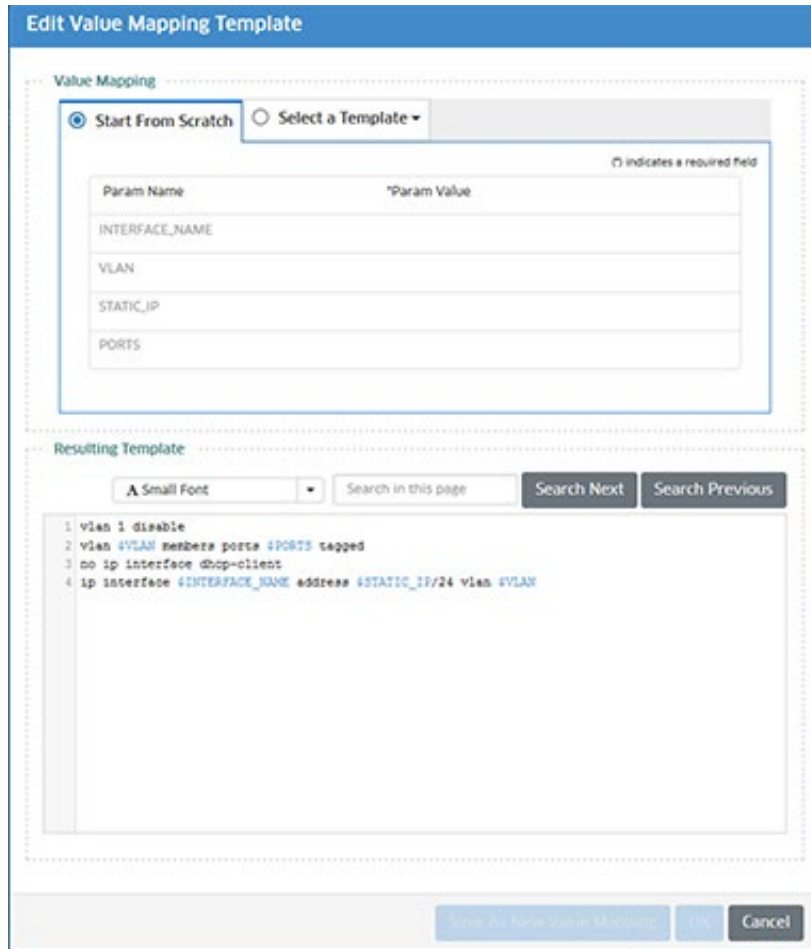 Edit Value Mapping Template
Value Mapping
Start From Scratch
Select a Template
(*) indicates a required field
Param Name *Param Value
INTERFACE_NAME
VLAN
STATIC_IP
PORTS
Resulting Template
A Small Font
Search in this page
Search Next
Search Previous
1 vlan 1 disable
2 vlan $VLAN members ports $PORTS tagged
3 no ip interface dhcp-client
4 ip interface $INTERFACE_NAME address $STATIC_IP/24 vlan $VLAN
Save As New Value Mapping
OK
Cancel